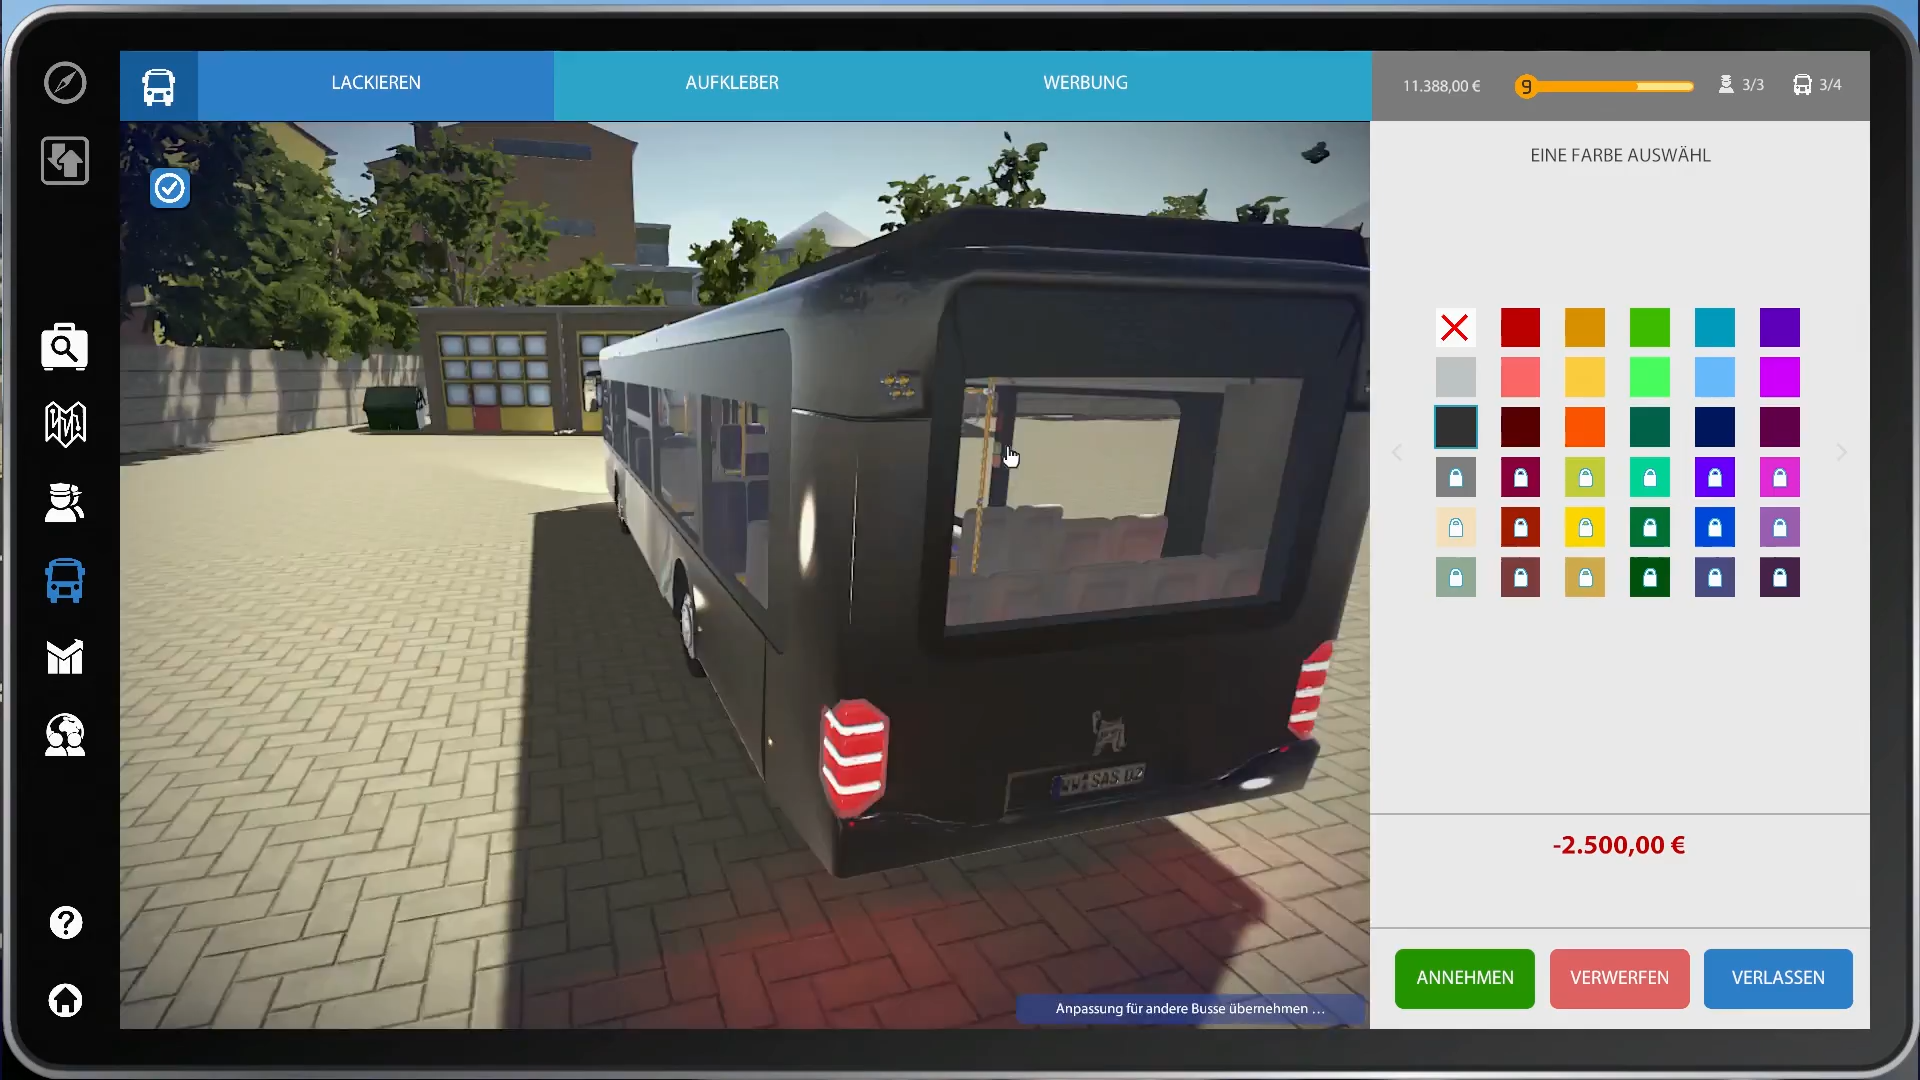 LACKIEREN
AUFKLEBER
WERBUNG
11.388,00 €
9
3/3
3/4
EINE FARBE AUSWÄHL
-2.500,00 €
ANNEHMEN
VERWERFEN
VERLASSEN
Anpassung für andere Busse übernehmen ...